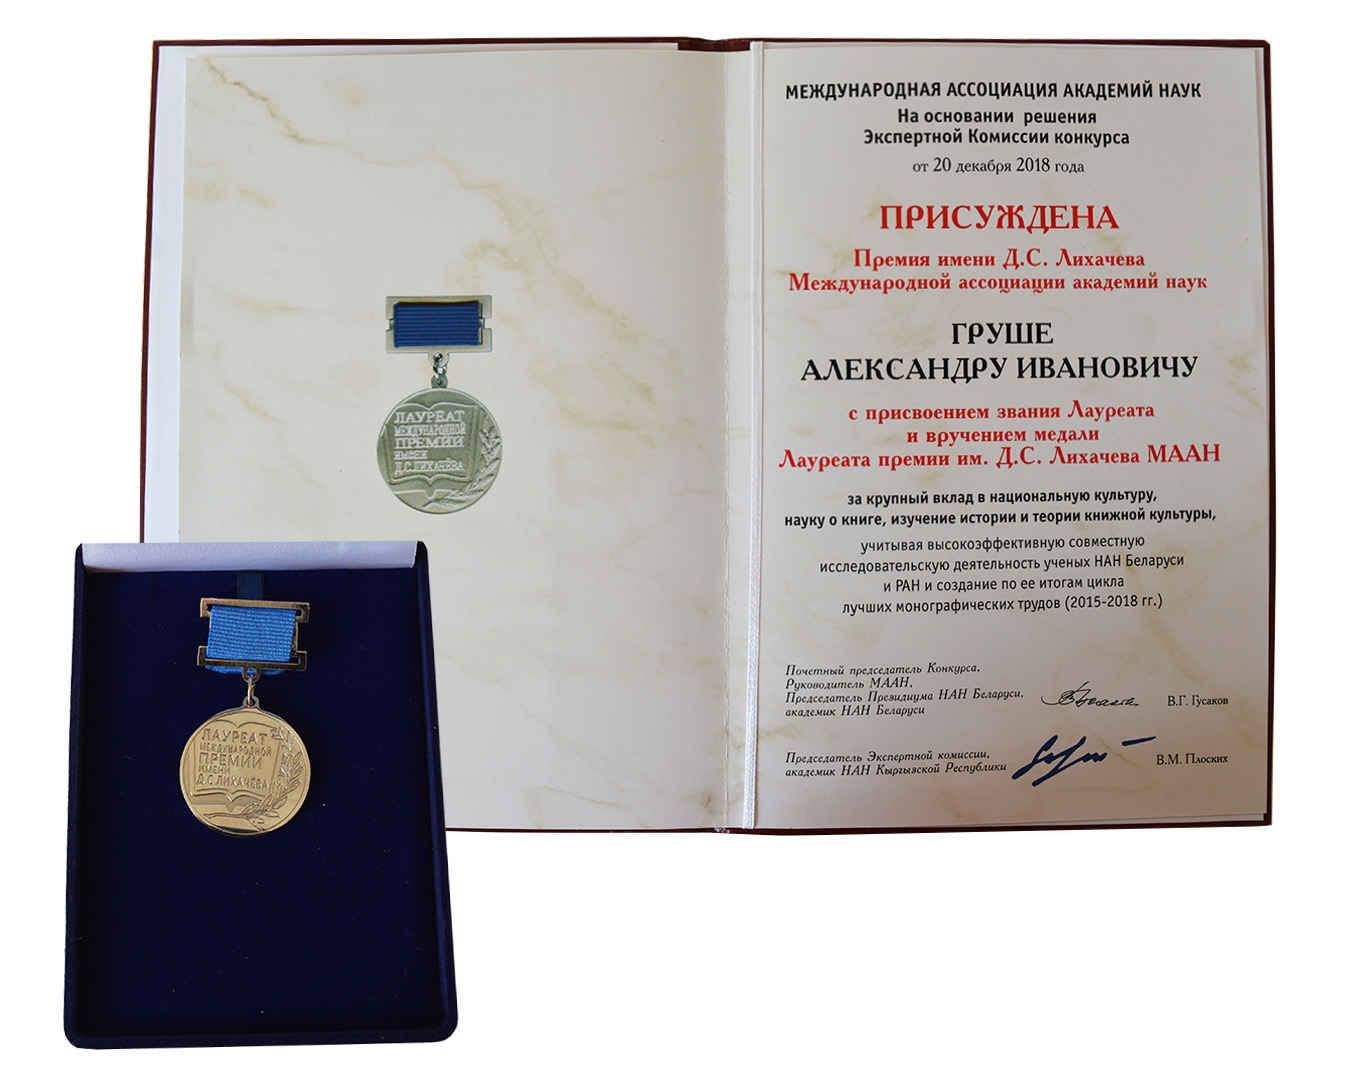 МЕЖДУНАРОДНАЯ АССОЦИАЦИЯ АКАДЕМИЙ НАУК
На основании решения
Экспертной Комиссии конкурса
от 20 декабря 2018 года
ПРИСУЖДЕНА
Премия имени Д.С. Лихачева
Международной ассоциации академий наук
ГРУШЕ
АЛЕКСАНДРУ ИВАНОВИЧУ
с присвоением звания Лауреата
и вручением медали
Лауреата премии им. Д.С. Лихачева МААН
за крупный вклад в национальную культуру,
науку о книге, изучение истории и теории книжной культуры,
учитывая высокоэффективную совместную
исследовательскую деятельность ученых НАН Беларуси
и РАН и создание по ее итогам цикла
лучших монографических трудов (2015-2018 гг.)
Почетный председатель Конкурса,
Руководитель МААН,
Председатель Президиума НАН Беларуси,
академик НАН Беларуси
В.Г. Гусаков
Председатель Экспертной комиссии,
академик НАН Кыргызской Республики
В.М. Плоских
ЛАУРЕАТ
МЕЖДУНАРОДНОЙ
ПРЕМИИ
ИМЕНИ
Д.С.ЛИХАЧЁВА
ЛАУРЕАТ
МЕЖДУНАРОДНОЙ
ПРЕМИИ
ИМЕНИ
Д.С.ЛИХАЧЁВА